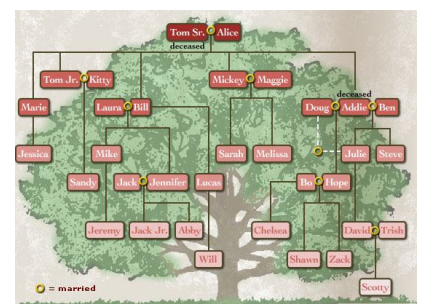 Tom Sr. Alice
deceased
Tom Jr. Kitty Mickey Maggie
deceased
Marie Laura Bill Doug Addie Ben
Jessica Mike Sarah Melissa Julie Steve
Sandy Jack Jennifer Lucas Bo Hope
Jeremy Jack Jr. Abby Chelsea David Trish
Will Shawn Zack
Scotty
= married